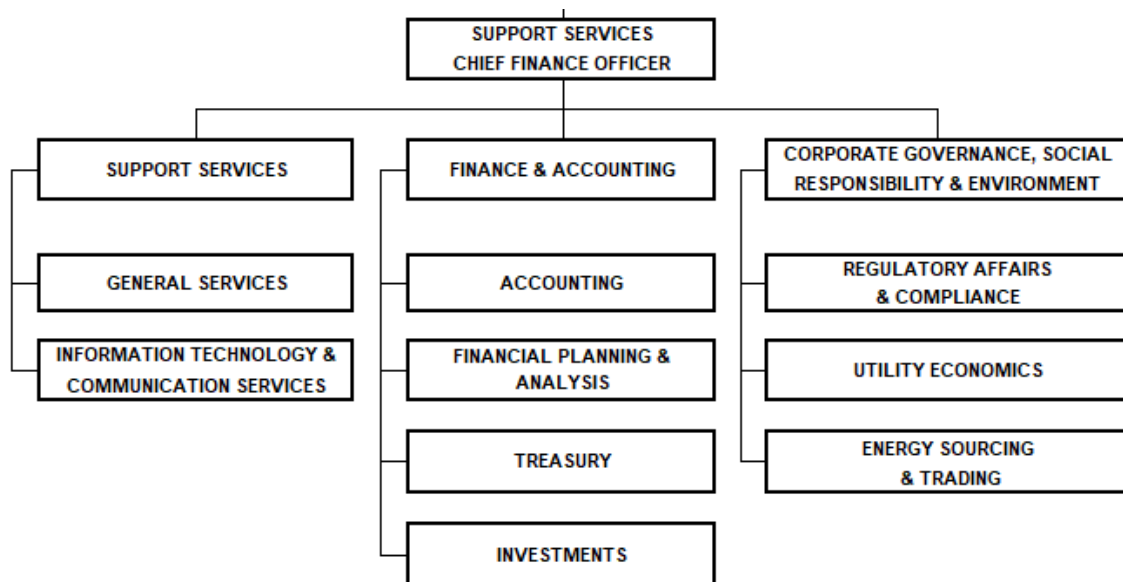 SUPPORT SERVICES
CHIEF FINANCE OFFICER
SUPPORT SERVICES
GENERAL SERVICES
INFORMATION TECHNOLOGY &
COMMUNICATION SERVICES
FINANCE & ACCOUNTING
ACCOUNTING
FINANCIAL PLANNING &
ANALYSIS
TREASURY
INVESTMENTS
CORPORATE GOVERNANCE, SOCIAL
RESPONSIBILITY & ENVIRONMENT
REGULATORY AFFAIRS
& COMPLIANCE
UTILITY ECONOMICS
ENERGY SOURCING
& TRADING